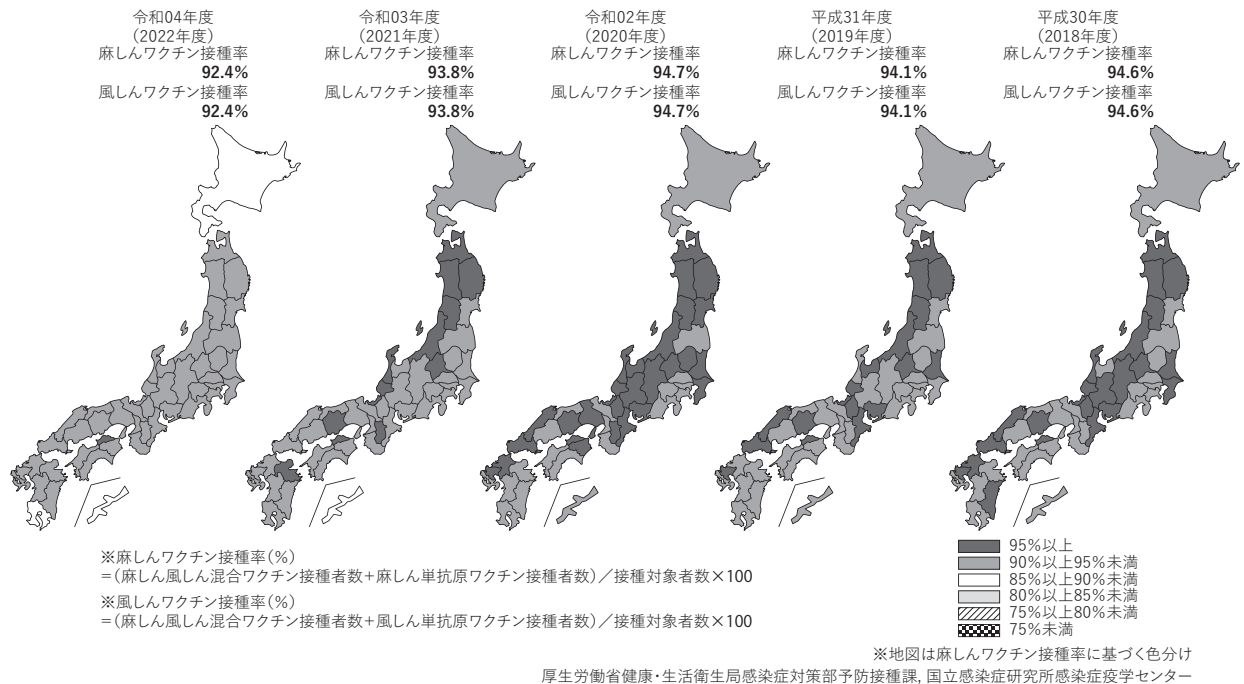 令和04年度
（2022年度）
麻しんワクチン接種率
92.4%
風しんワクチン接種率
92.4%
令和03年度
（2021年度）
麻しんワクチン接種率
93.8%
風しんワクチン接種率
93.8%
令和02年度
（2020年度）
麻しんワクチン接種率
94.7%
風しんワクチン接種率
94.7%
平成31年度
（2019年度）
麻しんワクチン接種率
94.1%
風しんワクチン接種率
94.1%
平成30年度
（2018年度）
麻しんワクチン接種率
94.6%
風しんワクチン接種率
94.6%
※麻しんワクチン接種率（%）
＝（麻しん風しん混合ワクチン接種者数＋麻しん単抗原ワクチン接種者数）／接種対象者数×100
※風しんワクチン接種率（%）
＝（麻しん風しん混合ワクチン接種者数＋風しん単抗原ワクチン接種者数）／接種対象者数×100
95%以上
90%以上95%未満
85%以上90%未満
80%以上85%未満
75%以上80%未満
75%未満
※地図は麻しんワクチン接種率に基づく色分け
厚生労働省健康・生活衛生局感染症対策部予防接種課, 国立感染症研究所感染症疫学センター